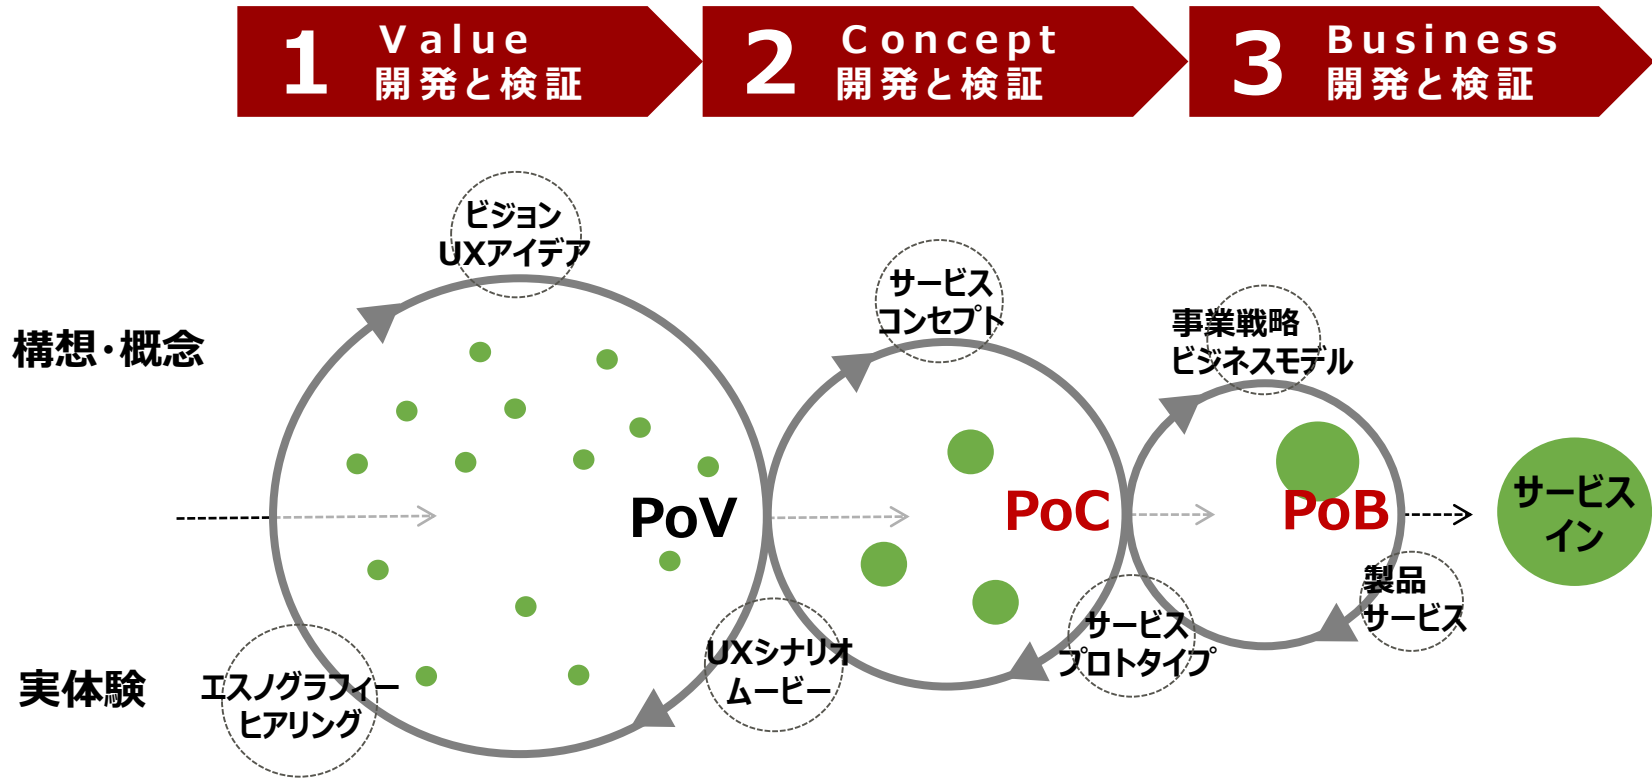 1
Value
開発と検証
2
Concept
開発と検証
3
Business
開発と検証
構想・概念
実体験
ビジョン
UXアイデア
エスノグラフィー
ヒアリング
PoV
UXシナリオ
ムービー
サービス
コンセプト
PoC
サービス
プロトタイプ
事業戦略
ビジネスモデル
PoB
製品
サービス
サービス
イン